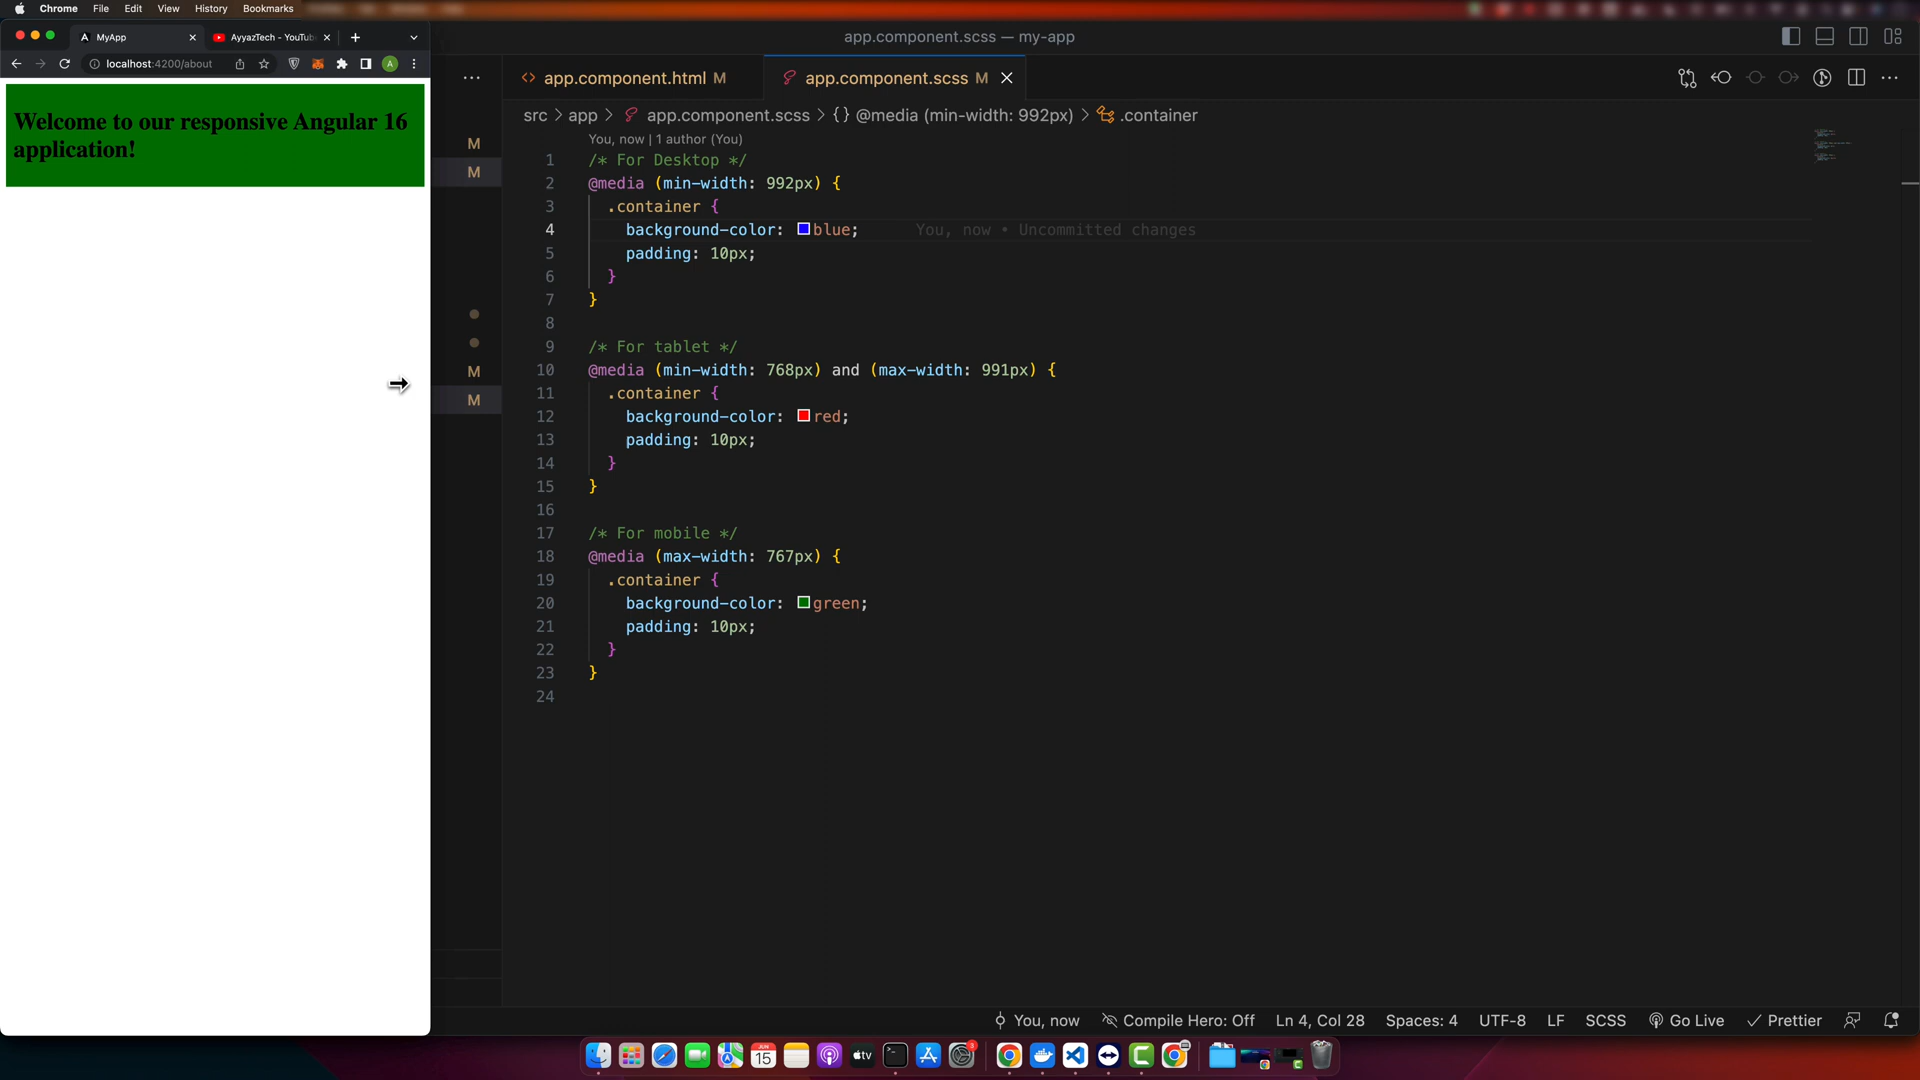 Chrome File Edit View History Bookmarks
MyApp
AyyazTech - YouTub
localhost:4200/about
A
Welcome to our responsive Angular 16
application!
app.component.scss — my-app
app.component.html M
app.component.scss M
src > app > app.component.scss > {} @media (min-width: 992px) > .container
You, now | 1 author (You)
M
M
M
M
1 /* For Desktop */
2 @media (min-width: 992px) {
3 .container {
4 background-color: blue; You, now • Uncommitted changes
5 padding: 10px;
6 }
7 }
8
9 /* For tablet */
10 @media (min-width: 768px) and (max-width: 991px) {
11 .container {
12 background-color: red;
13 padding: 10px;
14 }
15 }
16
17 /* For mobile */
18 @media (max-width: 767px) {
19 .container {
20 background-color: green;
21 padding: 10px;
22 }
23 }
24
You, now Compile Hero: Off Ln 4, Col 28 Spaces: 4 UTF-8 LF SCSS Go Live Prettier
JUN
15
tv
3